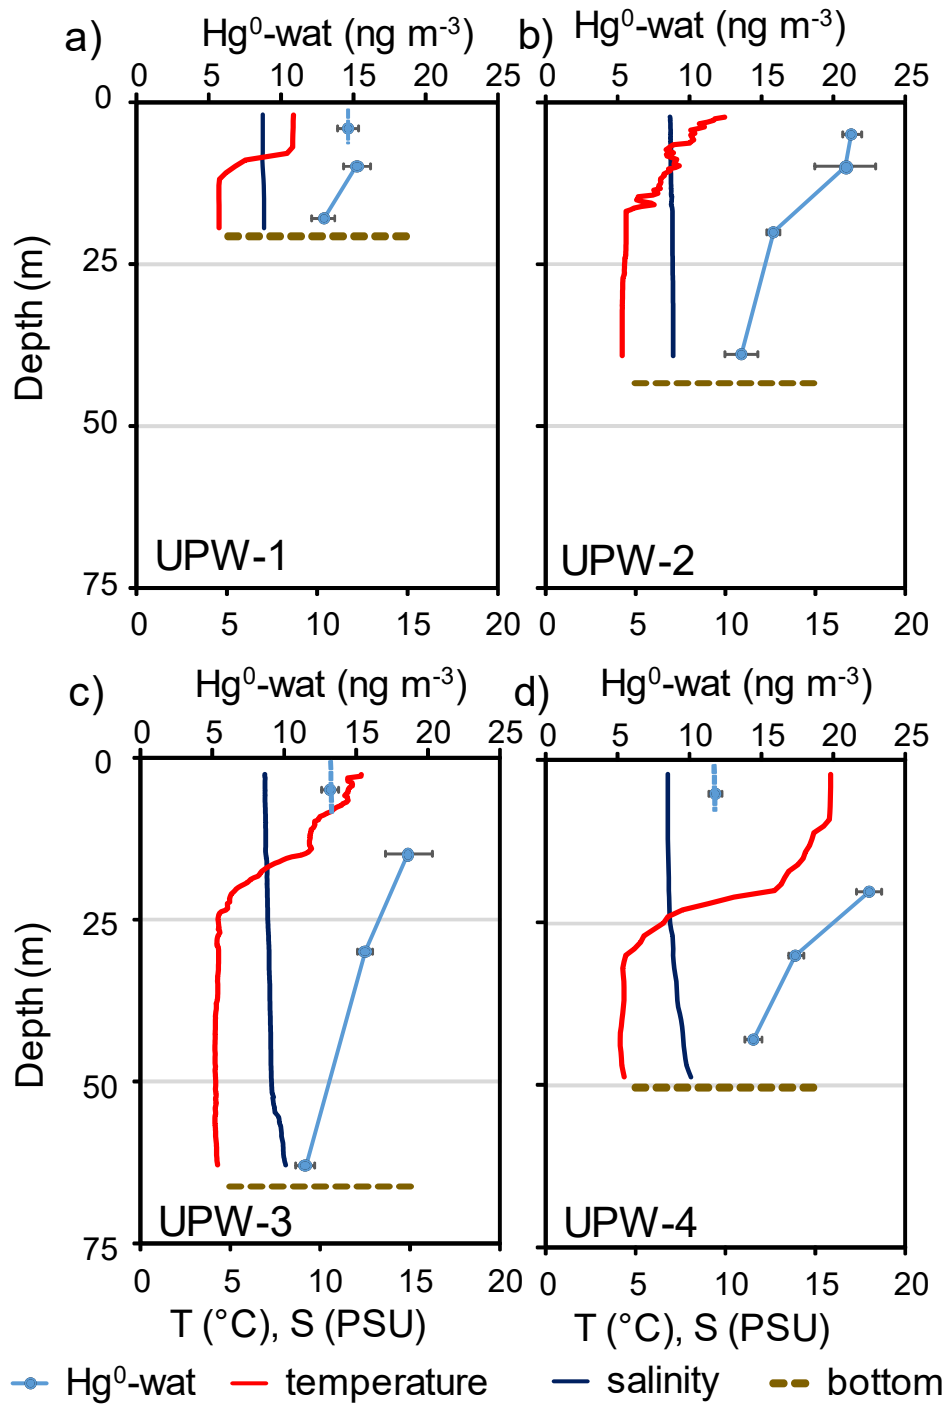 a)
Hg⁰-wat (ng m⁻³)
0 5 10 15 20 25
0
25
50
75
Depth (m)
UPW-1
0 5 10 15 20
b)
Hg⁰-wat (ng m⁻³)
0 5 10 15 20 25
UPW-2
0 5 10 15 20
c)
Hg⁰-wat (ng m⁻³)
0 5 10 15 20 25
0
25
50
75
Depth (m)
UPW-3
0 5 10 15 20
T (°C), S (PSU)
d)
Hg⁰-wat (ng m⁻³)
0 5 10 15 20 25
UPW-4
0 5 10 15 20
T (°C), S (PSU)
Hg⁰-wat temperature salinity bottom